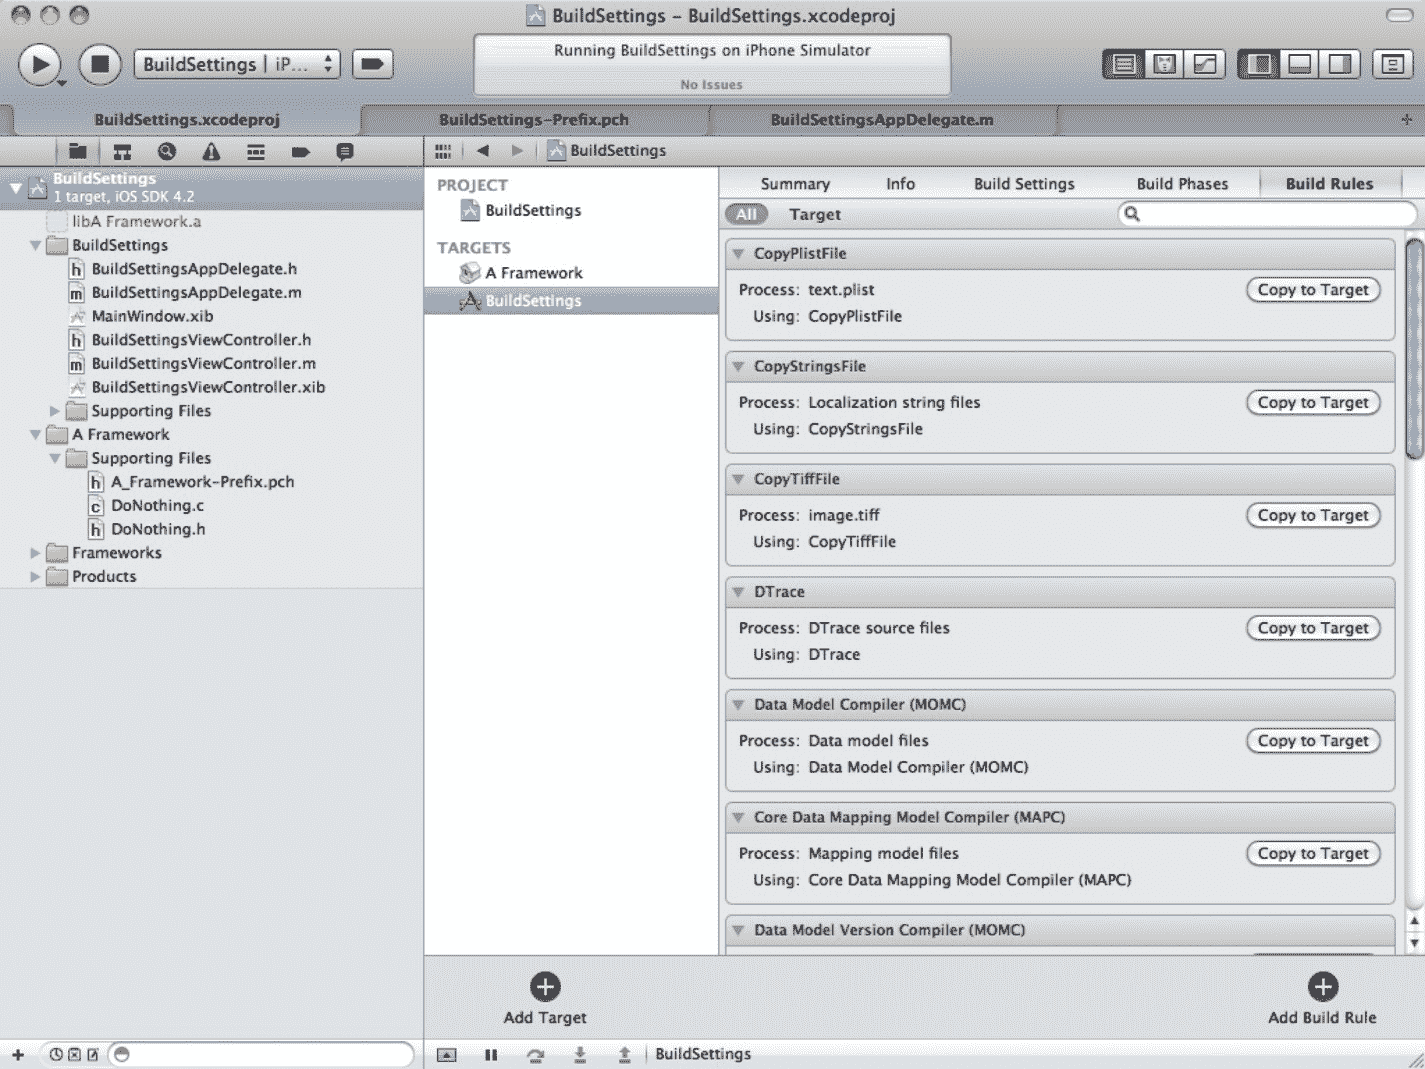 BuildSettings – BuildSettings.xcodeproj
BuildSettings | iP...
Running BuildSettings on iPhone Simulator
No Issues
BuildSettings.xcodeproj
BuildSettings-Prefix.pch
BuildSettingsAppDelegate.m
BuildSettings
BuildSettings
1 target, iOS SDK 4.2
libA Framework.a
BuildSettings
h BuildSettingsAppDelegate.h
m BuildSettingsAppDelegate.m
MainWindow.xib
h BuildSettingsViewController.h
m BuildSettingsViewController.m
BuildSettingsViewController.xib
Supporting Files
A Framework
Supporting Files
h A_Framework-Prefix.pch
c DoNothing.c
h DoNothing.h
Frameworks
Products
PROJECT
BuildSettings
TARGETS
A Framework
BuildSettings
Summary
Info
Build Settings
Build Phases
Build Rules
All
Target
CopyPlistFile
Process: text.plist
Copy to Target
Using: CopyPlistFile
CopyStringsFile
Process: Localization string files
Copy to Target
Using: CopyStringsFile
CopyTiffFile
Process: image.tiff
Copy to Target
Using: CopyTiffFile
DTrace
Process: DTrace source files
Copy to Target
Using: DTrace
Data Model Compiler (MOMC)
Process: Data model files
Copy to Target
Using: Data Model Compiler (MOMC)
Core Data Mapping Model Compiler (MAPC)
Process: Mapping model files
Copy to Target
Using: Core Data Mapping Model Compiler (MAPC)
Data Model Version Compiler (MOMC)
Add Target
Add Build Rule
BuildSettings